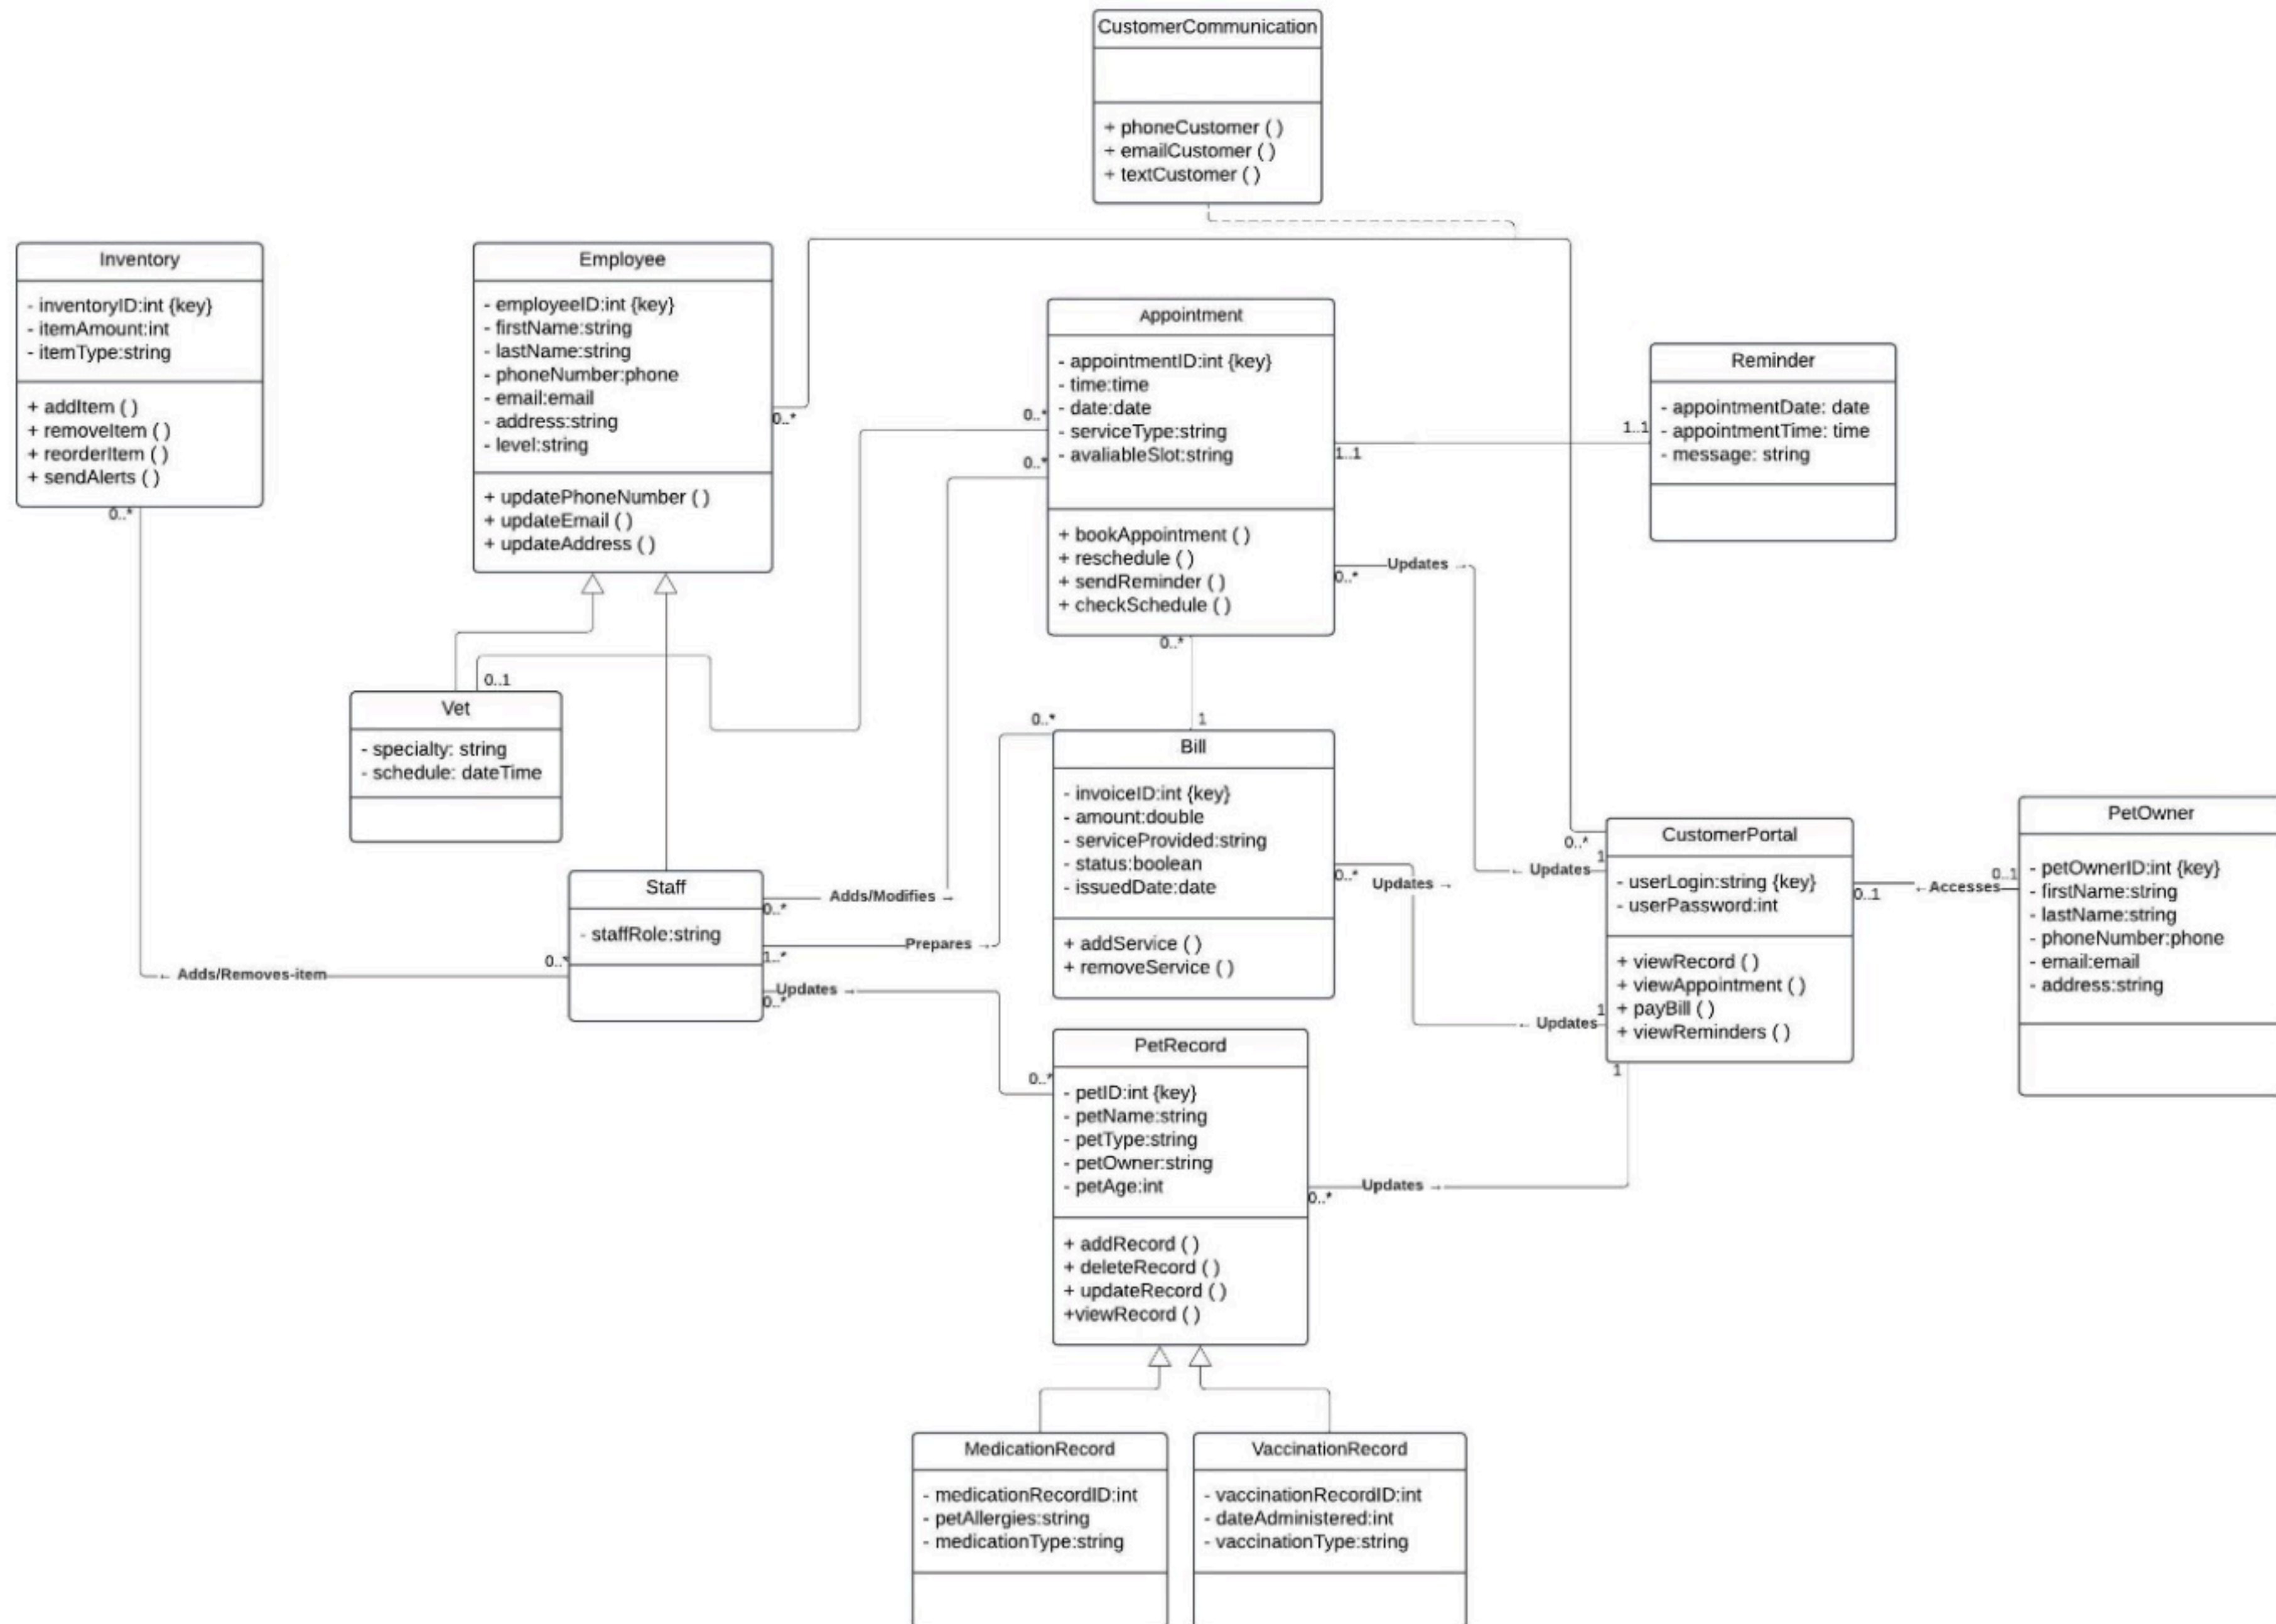 CustomerCommunication
+ phoneCustomer ( )
+ emailCustomer ( )
+ textCustomer ( )
Inventory
- inventoryID:int {key}
- itemAmount:int
- itemType:string
+ addItem ( )
+ removeItem ( )
+ reorderItem ( )
+ sendAlerts ( )
0..*
Employee
- employeeID:int {key}
- firstName:string
- lastName:string
- phoneNumber:phone
- email:email
- address:string
- level:string
+ updatePhoneNumber ( )
+ updateEmail ( )
+ updateAddress ( )
0..*
Appointment
- appointmentID:int {key}
- time:time
- date:date
- serviceType:string
- avaliableSlot:string
+ bookAppointment ( )
+ reschedule ( )
+ sendReminder ( )
+ checkSchedule ( )
0..*
0..*
1..1
0..*
Updates →
0..*
1..1
Reminder
- appointmentDate: date
- appointmentTime: time
- message: string
0..1
Vet
- specialty: string
- schedule: dateTime
0..*
1
Bill
- invoiceID:int {key}
- amount:double
- serviceProvided:string
- status:boolean
- issuedDate:date
+ addService ( )
+ removeService ( )
0..*
Updates →
Staff
- staffRole:string
0..*
Adds/Modifies →
1..*
Prepares →
0..*
Updates →
0..*
← Adds/Removes-item
0..*
1
← Updates
CustomerPortal
- userLogin:string {key}
- userPassword:int
+ viewRecord ( )
+ viewAppointment ( )
+ payBill ( )
+ viewReminders ( )
1
← Updates
1
0..1
← Accesses
0..1
PetOwner
- petOwnerID:int {key}
- firstName:string
- lastName:string
- phoneNumber:phone
- email:email
- address:string
0..*
PetRecord
- petID:int {key}
- petName:string
- petType:string
- petOwner:string
- petAge:int
+ addRecord ( )
+ deleteRecord ( )
+ updateRecord ( )
+viewRecord ( )
0..*
Updates →
MedicationRecord
- medicationRecordID:int
- petAllergies:string
- medicationType:string
VaccinationRecord
- vaccinationRecordID:int
- dateAdministered:int
- vaccinationType:string